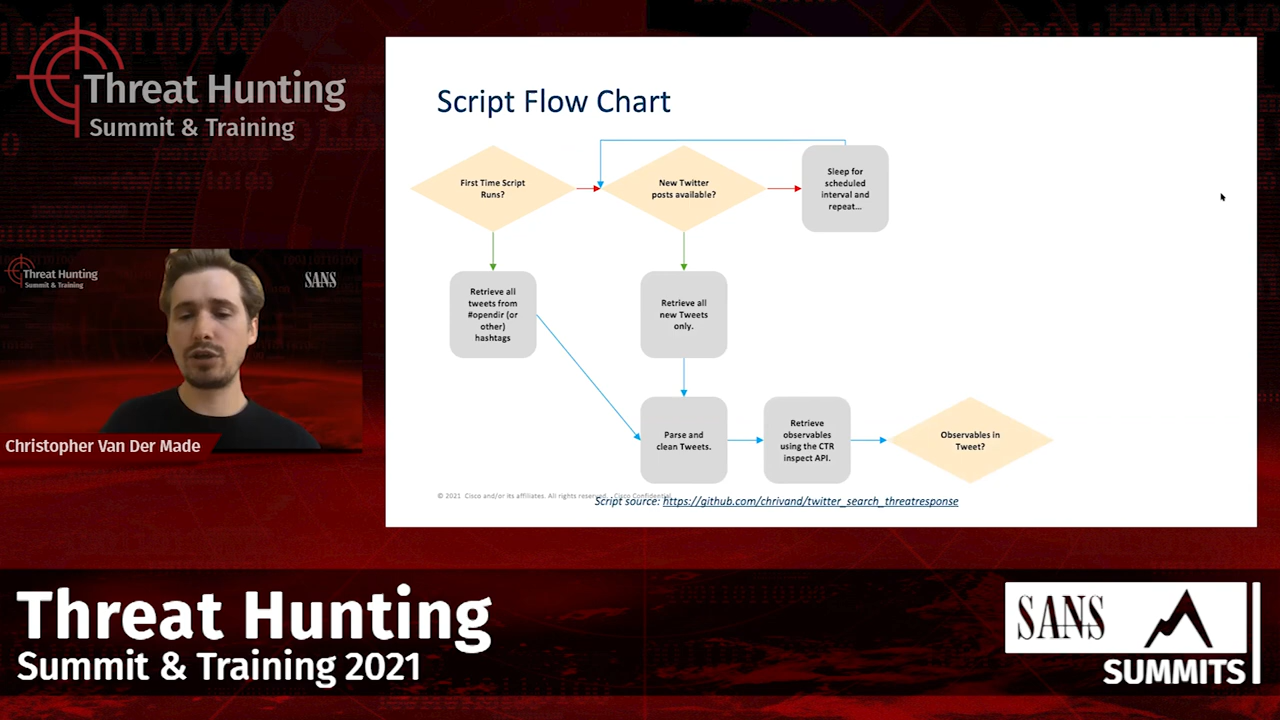 Threat Hunting
Summit & Training
Script Flow Chart
First Time Script
Runs?
New Twitter
posts available?
Sleep for
scheduled
interval and
repeat...
Retrieve all
tweets from
#opendir (or
other)
hashtags
Retrieve all
new Tweets
only.
Parse and
clean Tweets.
Retrieve
observables
using the CTR
inspect API.
Observables in
Tweet?
© 2021 Cisco and/or its affiliates. All rights reserved. Cisco Confidential
Script source: https://github.com/chrivand/twitter_search_threatresponse
Threat Hunting
Summit & Training
SANS
Christopher Van Der Made
Threat Hunting
Summit & Training 2021
SANS
SUMMITS